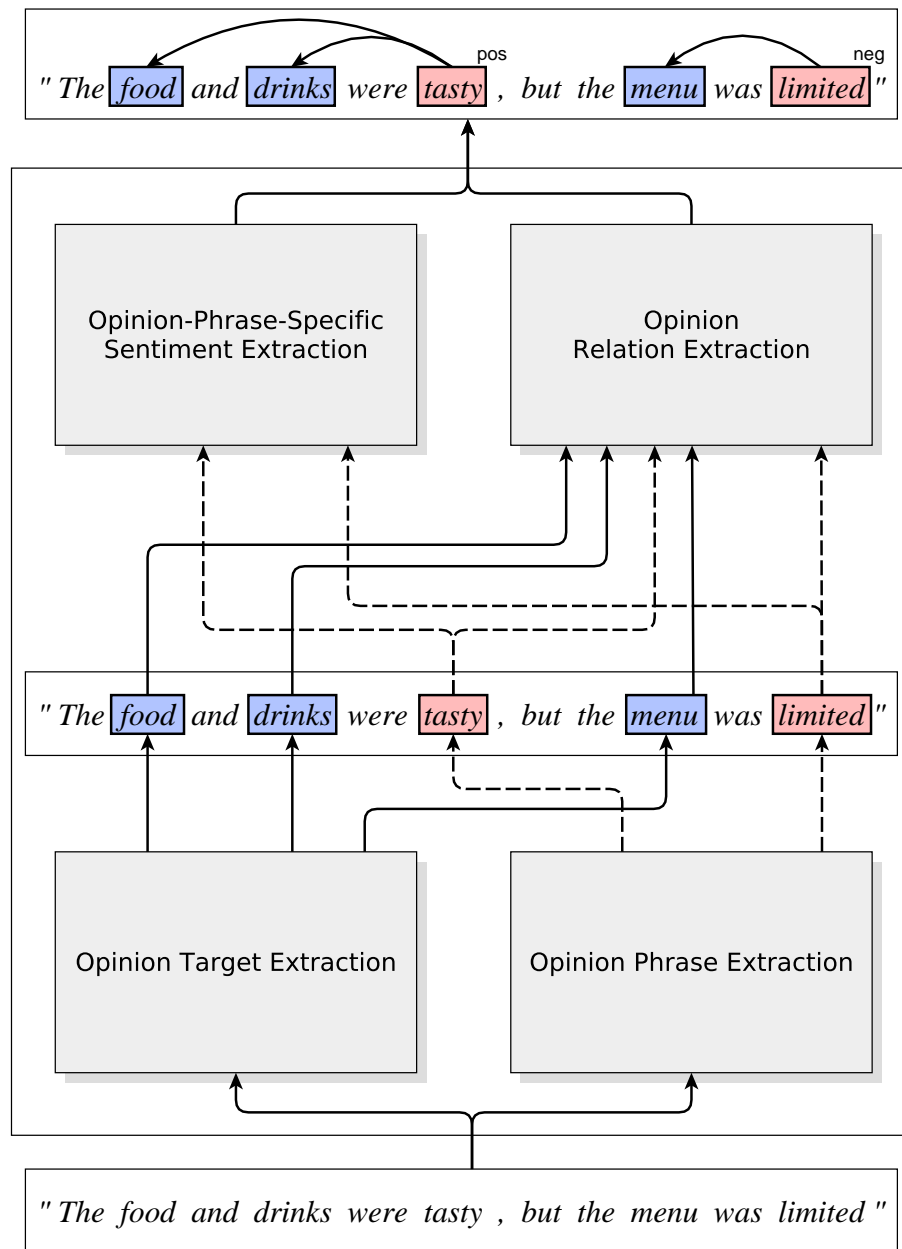 pos
neg
" The food and drinks were tasty , but the menu was limited "
Opinion-Phrase-Specific
Sentiment Extraction
Opinion
Relation Extraction
" The food and drinks were tasty , but the menu was limited "
Opinion Target Extraction
Opinion Phrase Extraction
" The food and drinks were tasty , but the menu was limited "